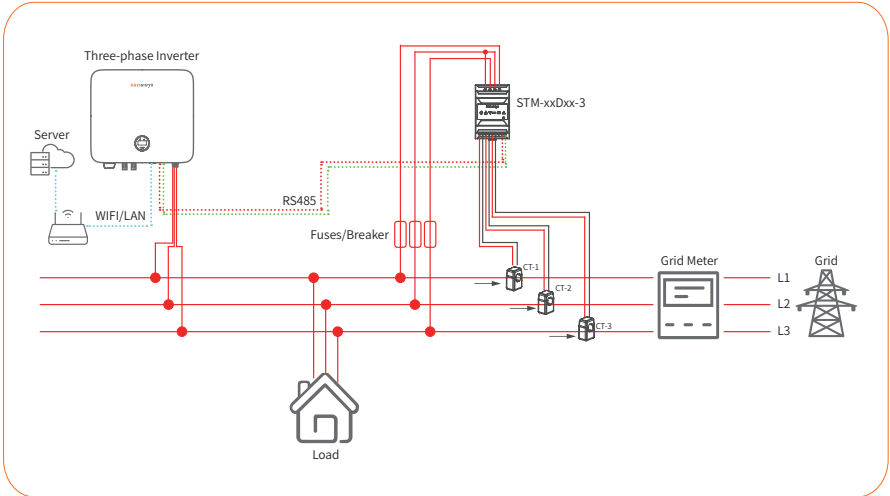 Three-phase Inverter
STM-xxDxx-3
Server
WIFI/LAN
RS485
Fuses/Breaker
CT-1
CT-2
CT-3
Grid Meter
Grid
L1
L2
L3
Load